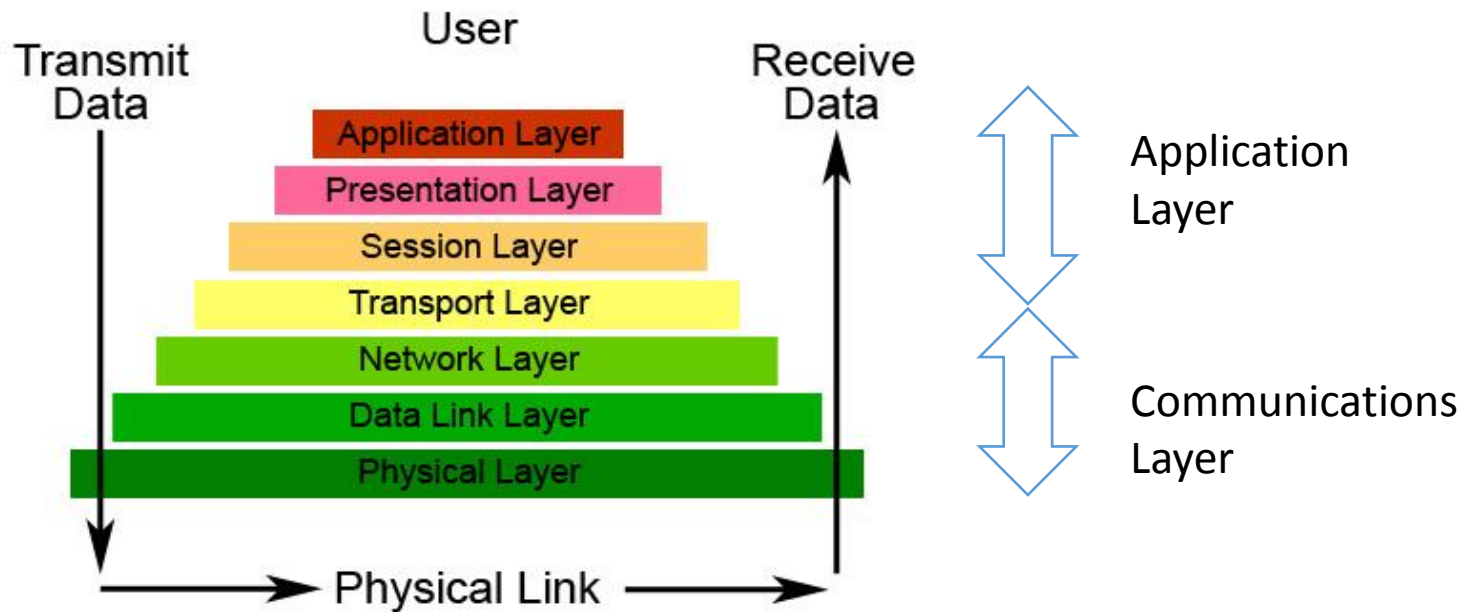 User
Transmit
Data
Receive
Data
Application Layer
Presentation Layer
Session Layer
Transport Layer
Network Layer
Data Link Layer
Physical Layer
Physical Link
Application
Layer
Communications
Layer